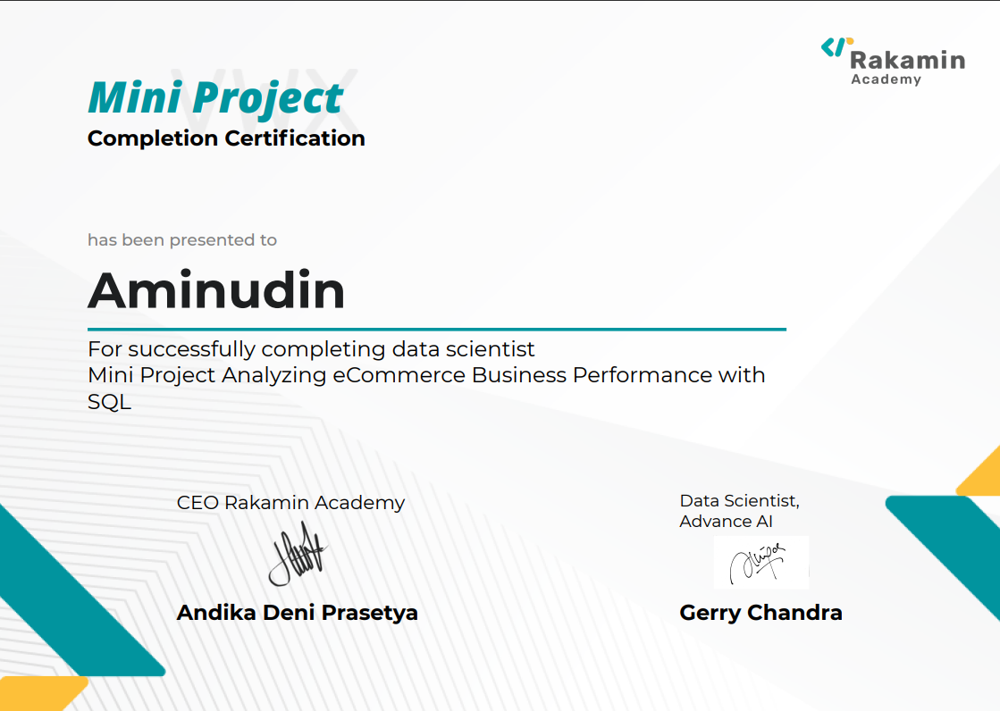 Rakamin
Academy
VWX
Mini Project
Completion Certification
has been presented to
Aminudin
For successfully completing data scientist
Mini Project Analyzing eCommerce Business Performance with
SQL
CEO Rakamin Academy
Andika Deni Prasetya
Data Scientist,
Advance AI
Gerry Chandra